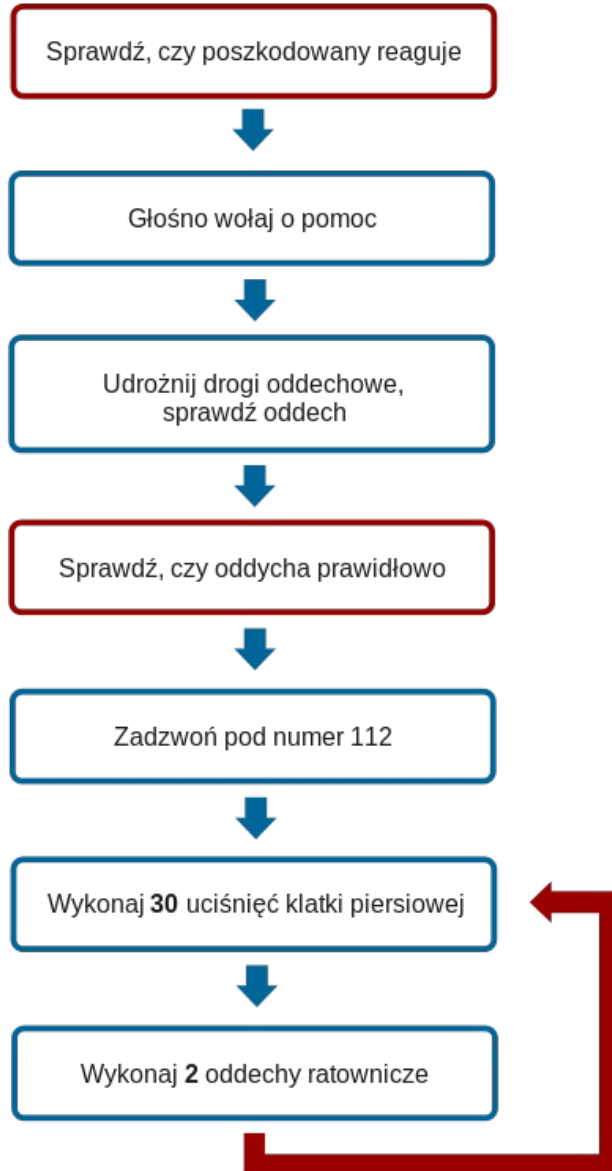 Sprawdź, czy poszkodowany reaguje
Głośno wołaj o pomoc
Udrożnij drogi oddechowe,
sprawdź oddech
Sprawdź, czy oddycha prawidłowo
Zadzwoń pod numer 112
Wykonaj 30 uciśnięć klatki piersiowej
Wykonaj 2 oddechy ratownicze